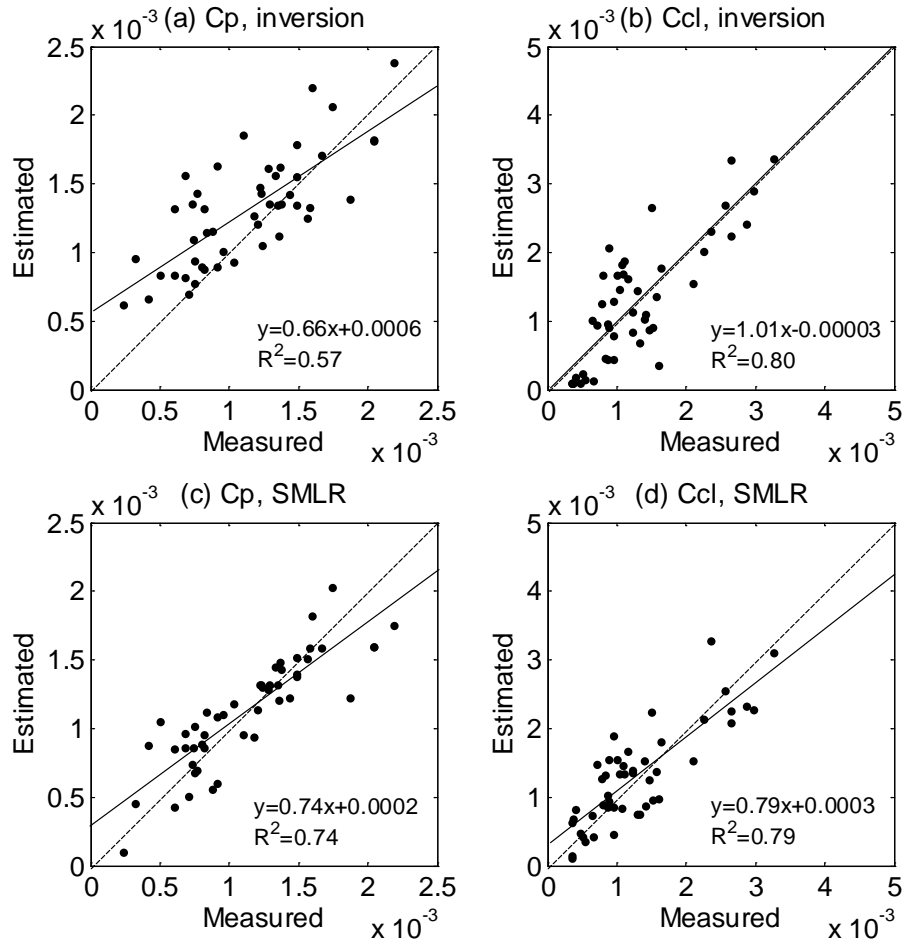 x 10⁻³ (a) Cp, inversion
2.5
2
1.5
1
0.5
0
Estimated
y=0.66x+0.0006
R²=0.57
0 0.5 1 1.5 2 2.5
Measured
x 10⁻³
x 10⁻³ (b) Ccl, inversion
5
4
3
2
1
0
Estimated
y=1.01x-0.00003
R²=0.80
0 1 2 3 4 5
Measured
x 10⁻³
x 10⁻³ (c) Cp, SMLR
2.5
2
1.5
1
0.5
0
Estimated
y=0.74x+0.0002
R²=0.74
0 0.5 1 1.5 2 2.5
Measured
x 10⁻³
x 10⁻³ (d) Ccl, SMLR
5
4
3
2
1
0
Estimated
y=0.79x+0.0003
R²=0.79
0 1 2 3 4 5
Measured
x 10⁻³